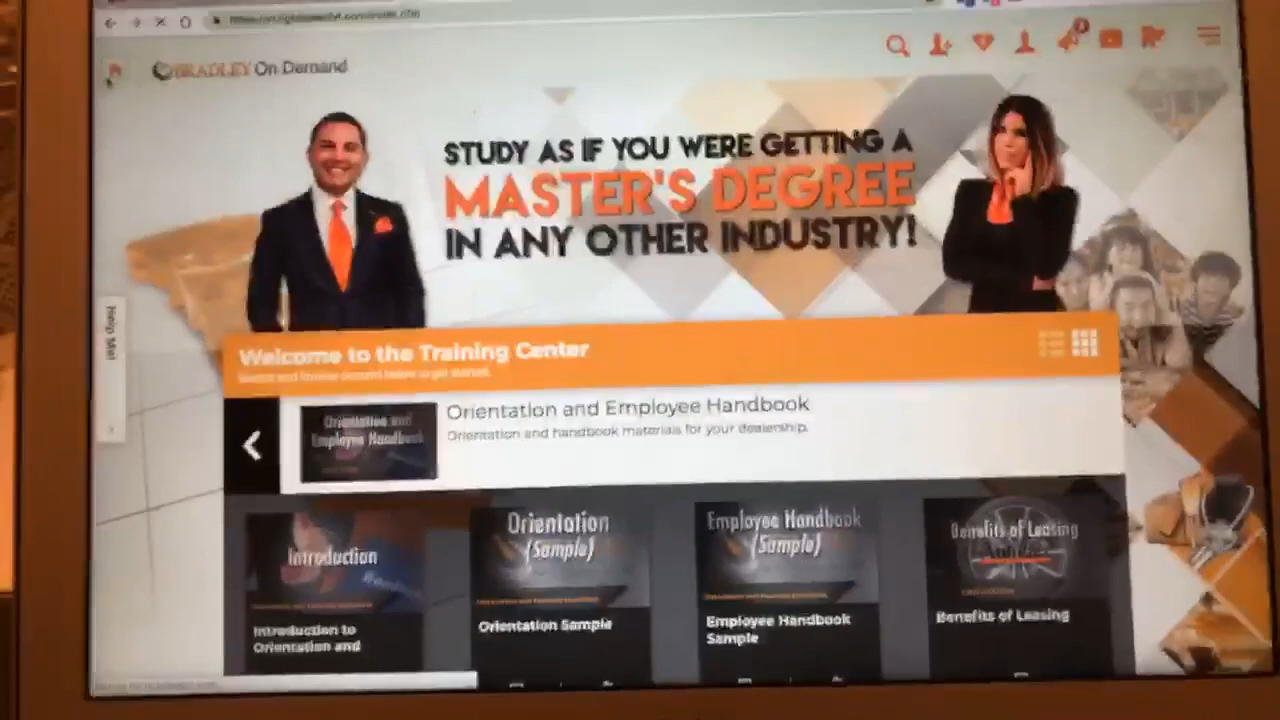 BRADLEY On Demand
STUDY AS IF YOU WERE GETTING A
MASTER'S DEGREE
IN ANY OTHER INDUSTRY!
Help Me!
Welcome to the Training Center
Orientation and
Employee Handbook
Orientation and Employee Handbook
Orientation and handbook materials for your dealership.
Introduction
Introduction to
Orientation and
Orientation
(Sample)
Orientation Sample
Employee Handbook
(Sample)
Employee Handbook
Sample
Benefits of Leasing
Benefits of Leasing